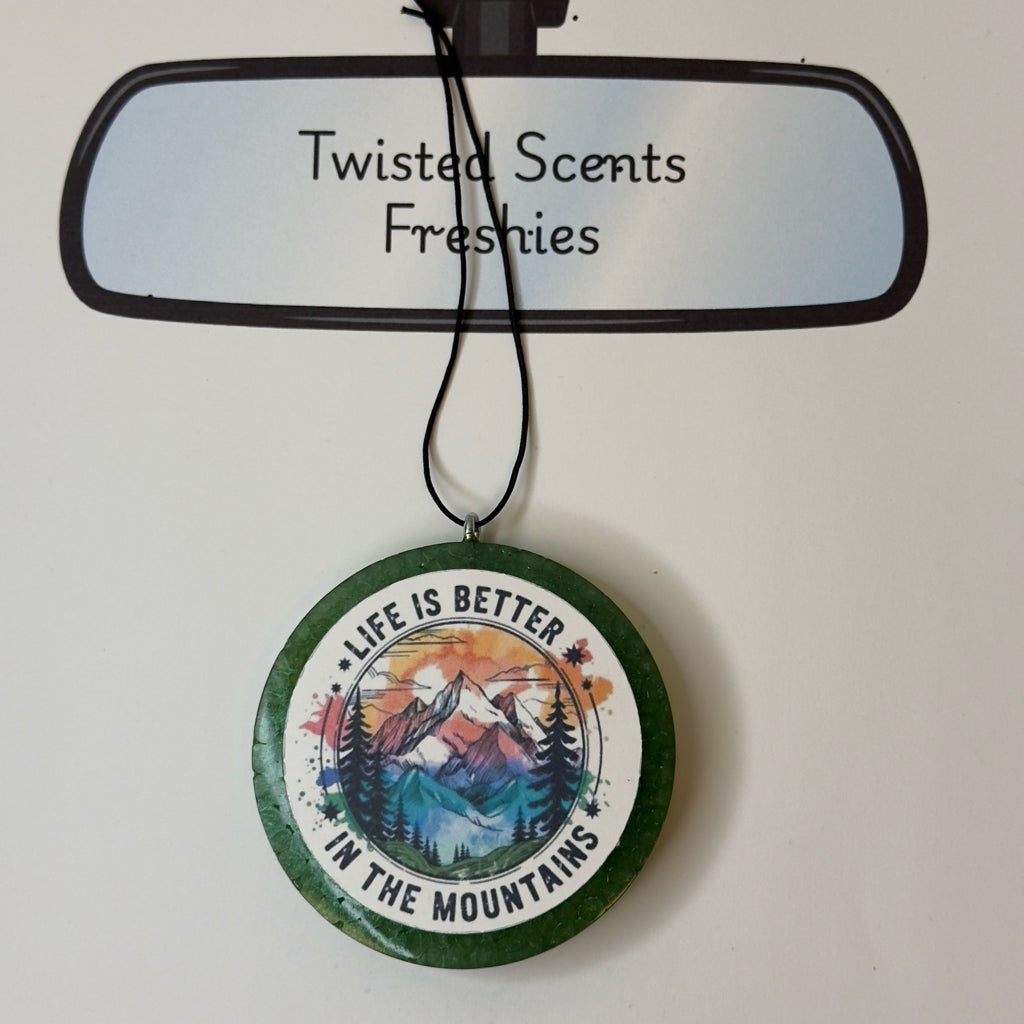 Twisted Scents
Freshies
LIFE IS BETTER
IN THE MOUNTAINS